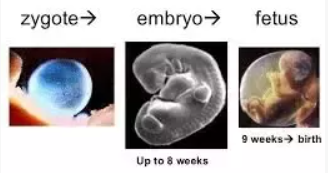 zygote→ embryo→ fetus
9 weeks→ birth
Up to 8 weeks